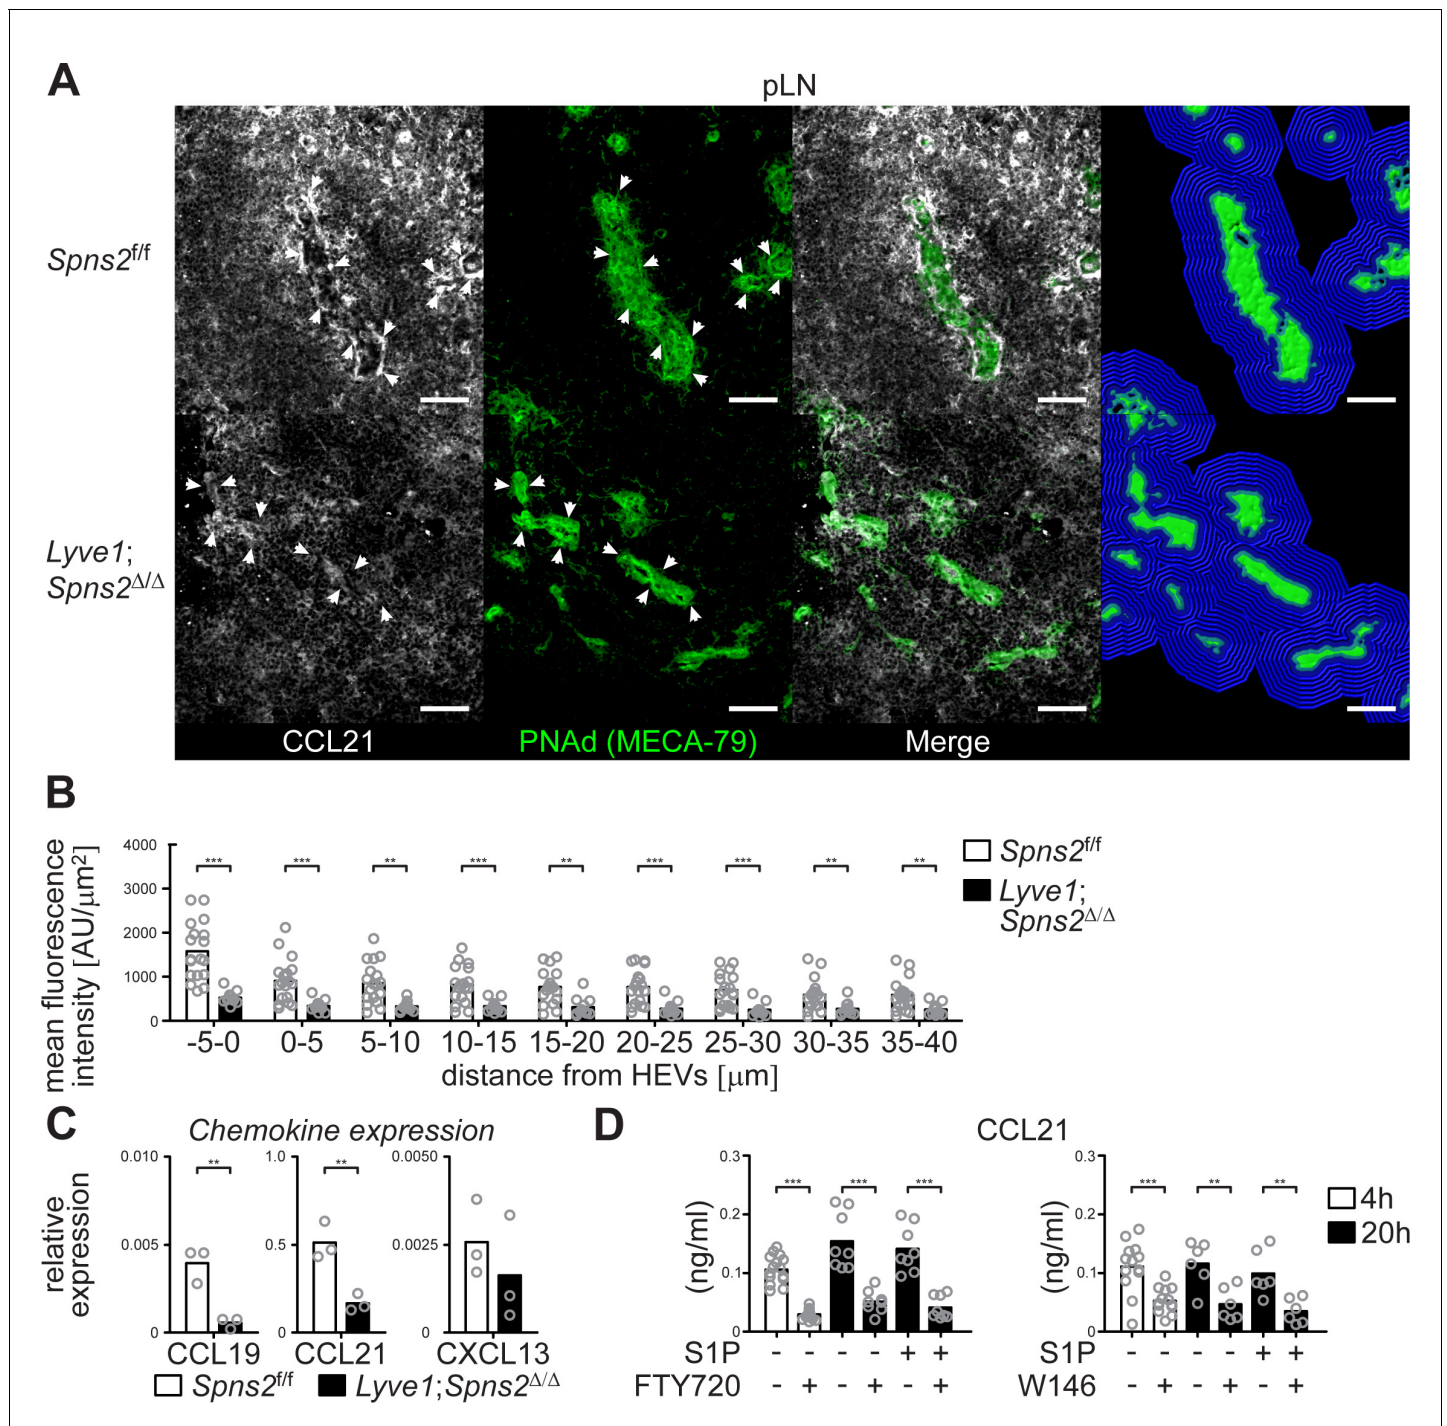 A
pLN
Spns2f/f
Lyve1;
Spns2Δ/Δ
CCL21 PNAd (MECA-79) Merge
B
mean fluorescence
intensity [AU/μm2]
4000
3000
2000
1000
0
*** *** ** *** ** *** *** ** **
-5-0 0-5 5-10 10-15 15-20 20-25 25-30 30-35 35-40
distance from HEVs [μm]
Spns2f/f
Lyve1;
Spns2Δ/Δ
C
Chemokine expression
relative
expression
0.010
0.005
0
**
CCL19
1.0
0.5
0
**
CCL21
0.0050
0.0025
0
CXCL13
Spns2f/f Lyve1;Spns2Δ/Δ
D
CCL21
(ng/ml)
0.3
0.2
0.1
0
*** *** ***
S1P - - - - + +
FTY720 - + - + - +
(ng/ml)
0.3
0.2
0.1
0
*** ** **
S1P - - - - + +
W146 - + - + - +
4h
20h